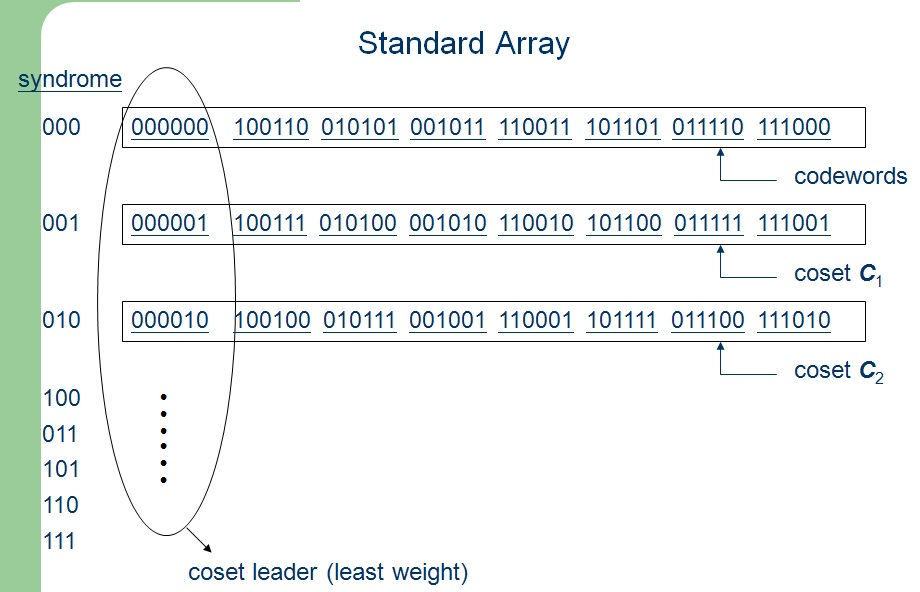 Standard Array
syndrome
000 000000 100110 010101 001011 110011 101101 011110 111000
codewords
001 000001 100111 010100 001010 110010 101100 011111 111001
coset C1
010 000010 100100 010111 001001 110001 101111 011100 111010
coset C2
100
011
101
110
111
coset leader (least weight)